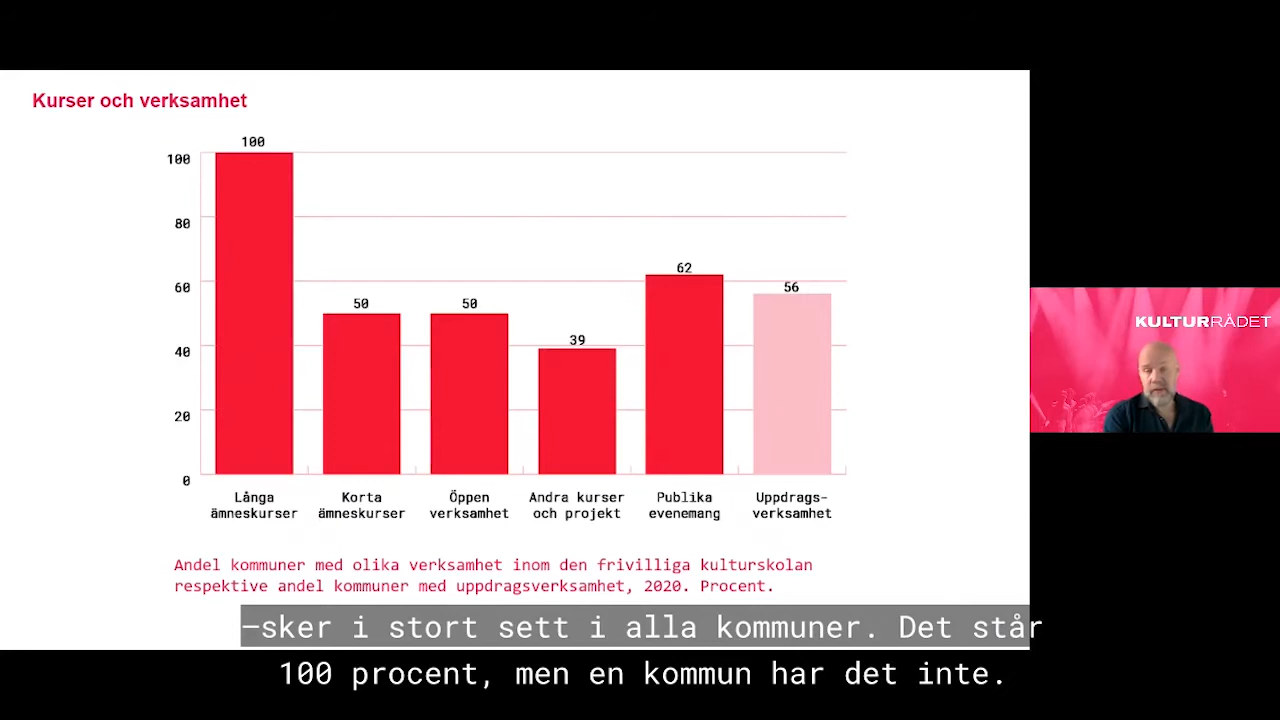 Kurser och verksamhet
100
100
80
60
40
20
0
50
50
39
62
56
Långa ämneskurser
Korta ämneskurser
Öppen verksamhet
Andra kurser och projekt
Publika evenemang
Uppdrags-verksamhet
Andel kommuner med olika verksamhet inom den frivilliga kulturskolan
respektive andel kommuner med uppdragsverksamhet, 2020. Procent.
KULTURRÅDET
–sker i stort sett i alla kommuner. Det står
100 procent, men en kommun har det inte.